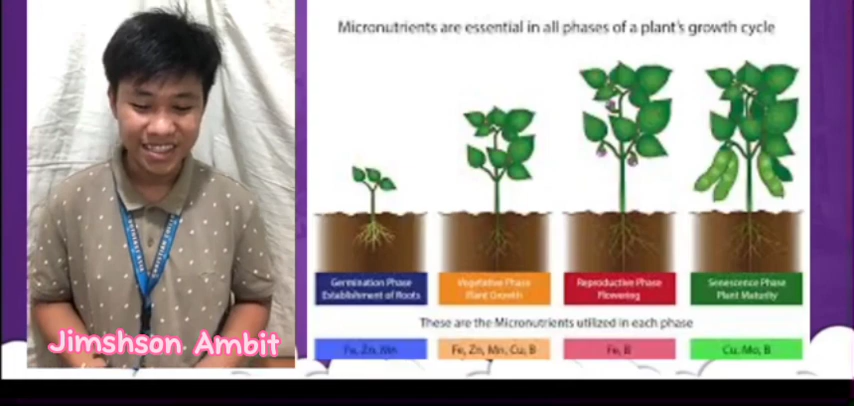 Micronutrients are essential in all phases of a plant's growth cycle
Germination Phase
Establishment of Roots
Vegetative Phase
Plant Growth
Reproductive Phase
Flowering
Senescence Phase
Plant Maturity
These are the Micronutrients utilized in each phase
Fe, Zn, Mn
Fe, Zn, Mn, Cu, B
Fe, B
Cu, Mo, B
Jimshson Ambit